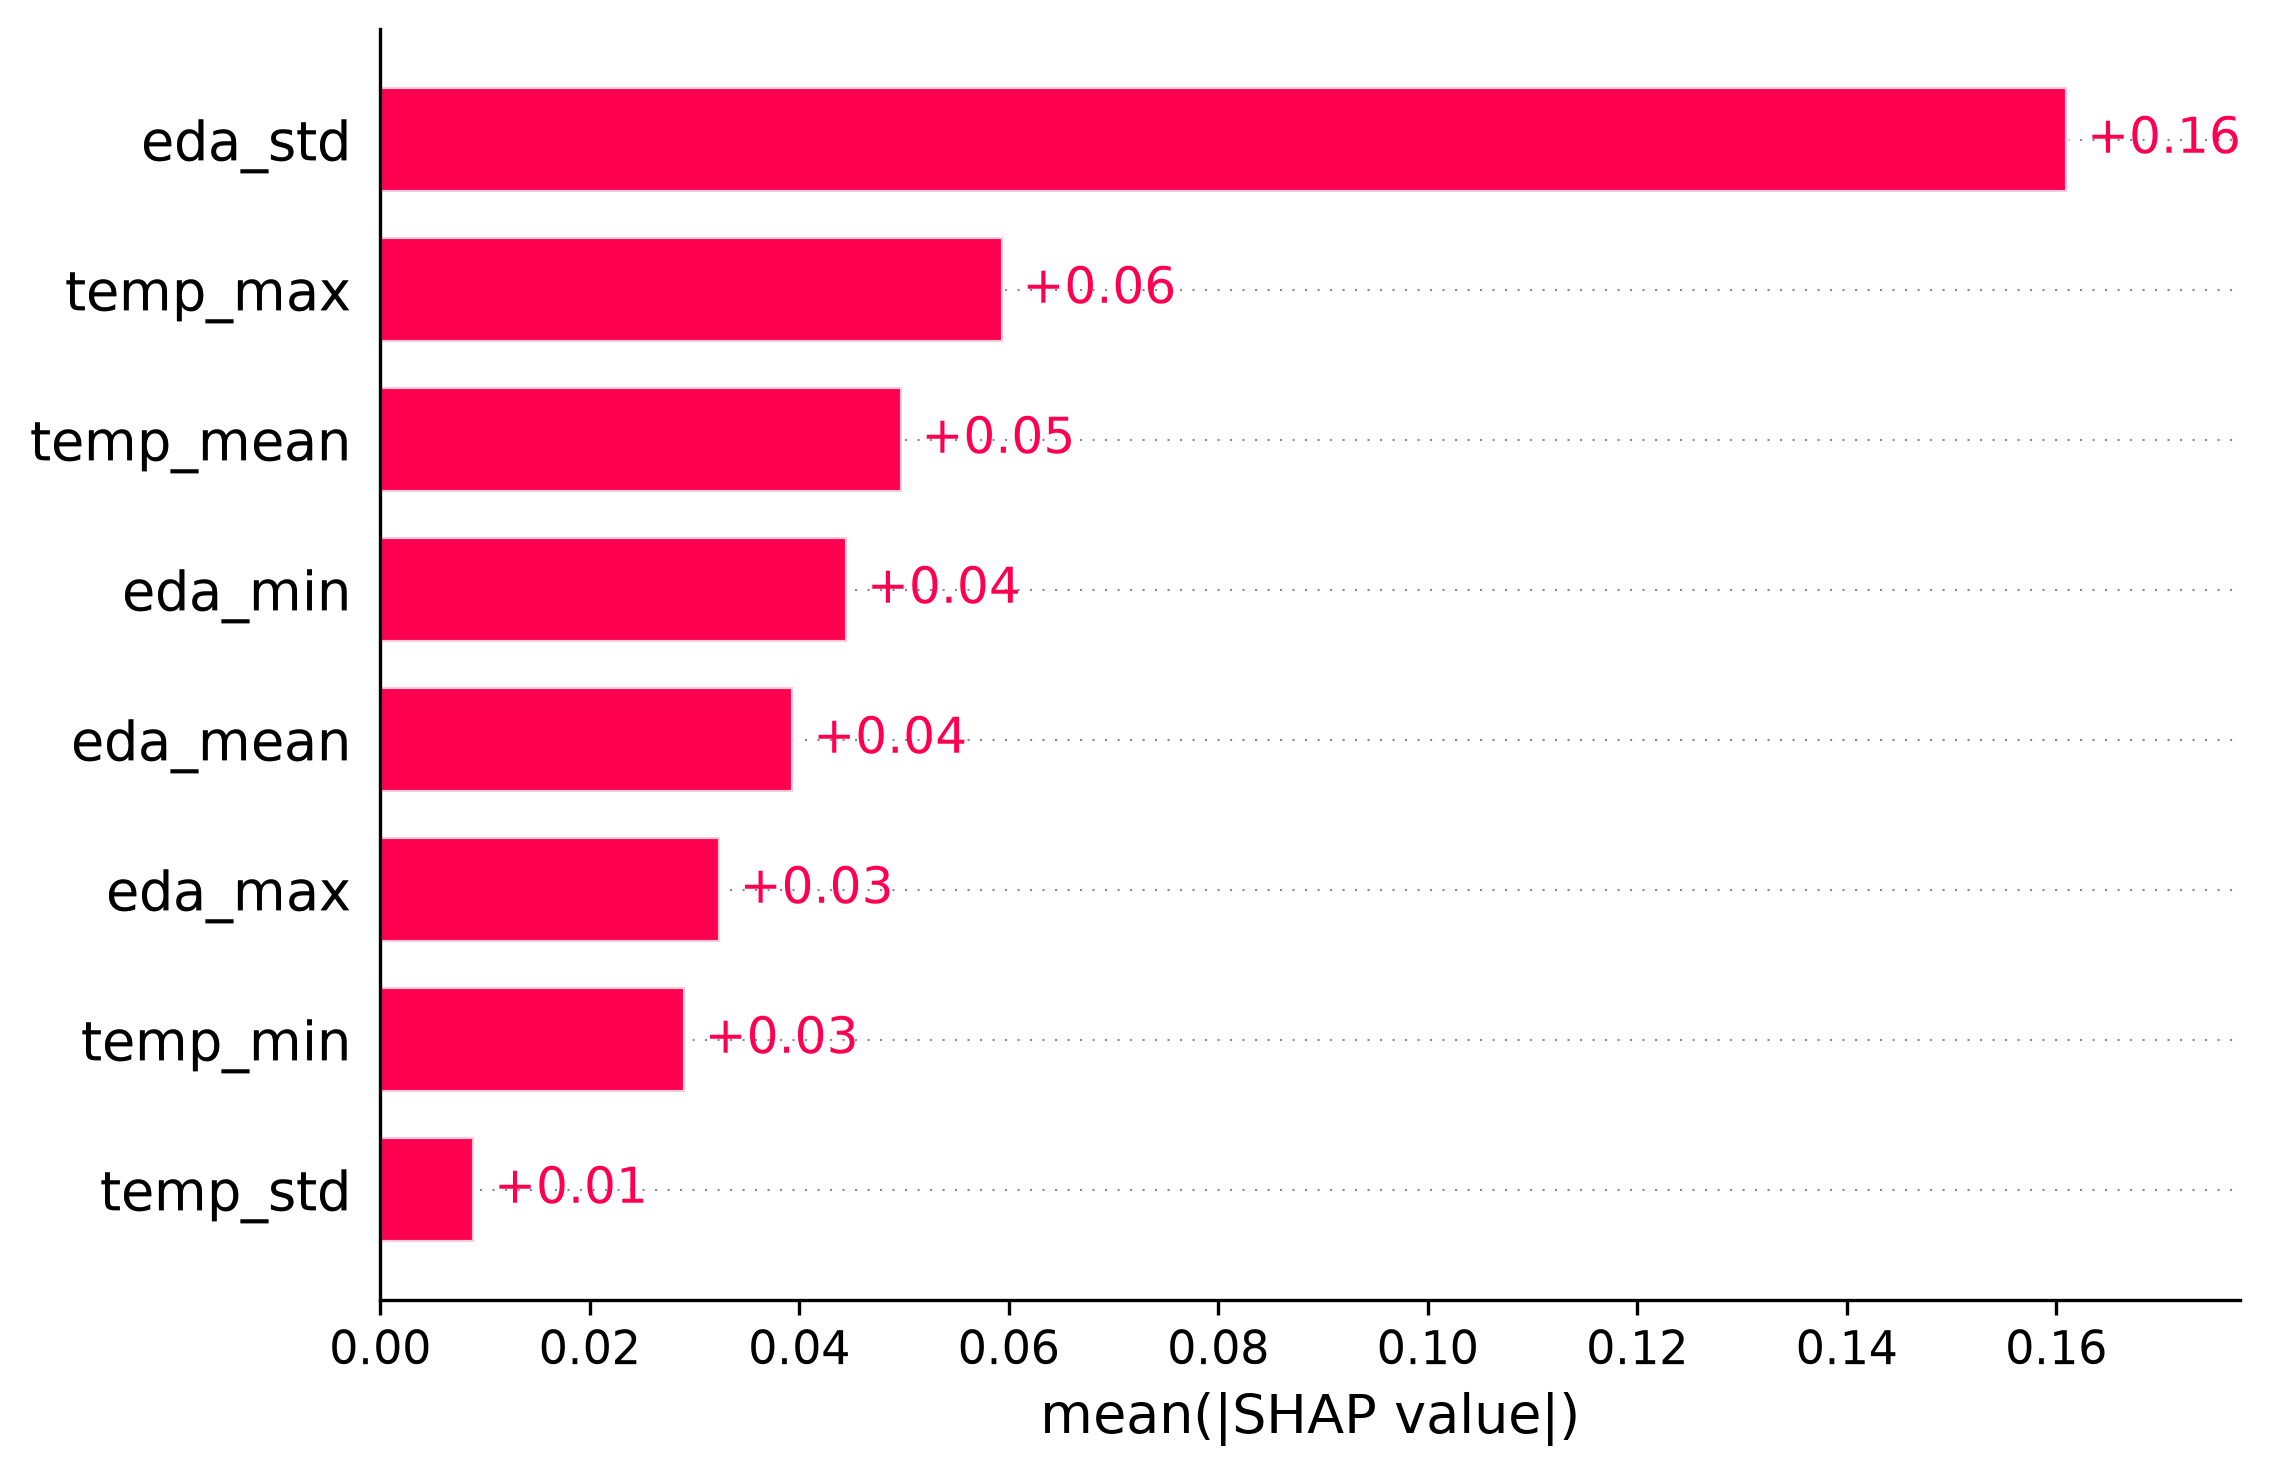 eda_std +0.16
temp_max +0.06
temp_mean +0.05
eda_min +0.04
eda_mean +0.04
eda_max +0.03
temp_min +0.03
temp_std +0.01
0.00 0.02 0.04 0.06 0.08 0.10 0.12 0.14 0.16
mean(|SHAP value|)